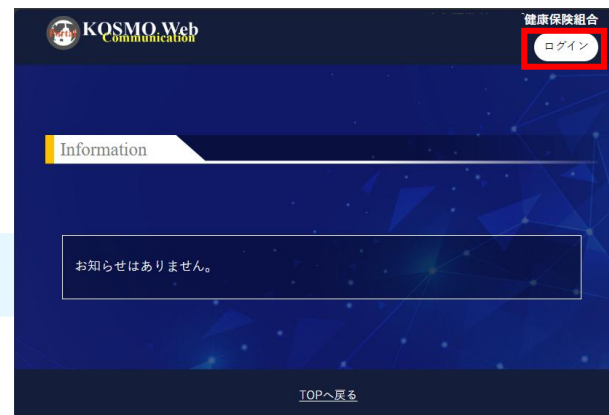 KOSMO Web
Communication
健康保険組合
ログイン
Information
お知らせはありません。
TOPへ戻る